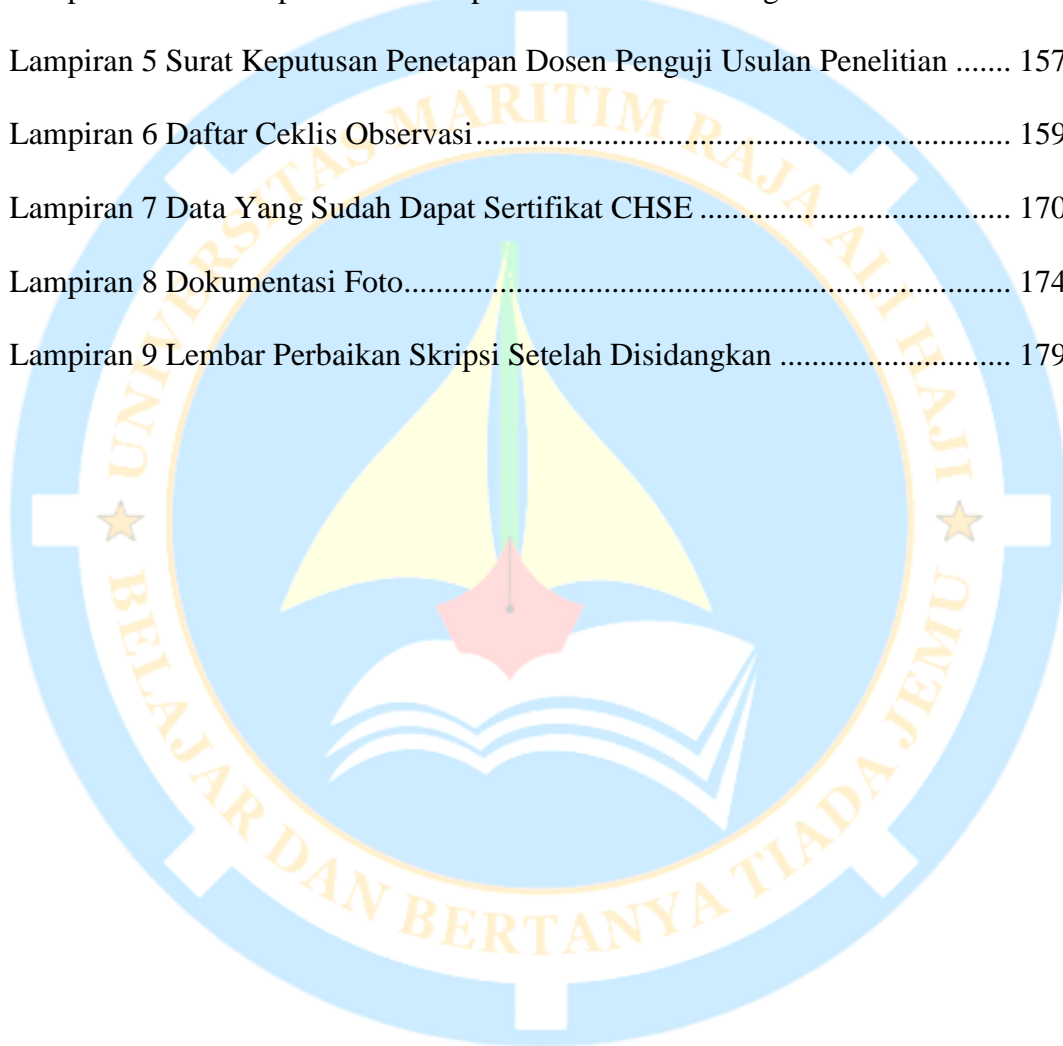 Lampiran 5 Surat Keputusan Penetapan Dosen Penguji Usulan Penelitian ....... 157
Lampiran 6 Daftar Ceklis Observasi.................................................................... 159
Lampiran 7 Data Yang Sudah Dapat Sertifikat CHSE ....................................... 170
Lampiran 8 Dokumentasi Foto............................................................................. 174
Lampiran 9 Lembar Perbaikan Skripsi Setelah Disidangkan ............................. 179
UNIVERSITAS MARITIM RAJA ALI HAJI
BELAJAR DAN BERTANYA TIADA JEMU